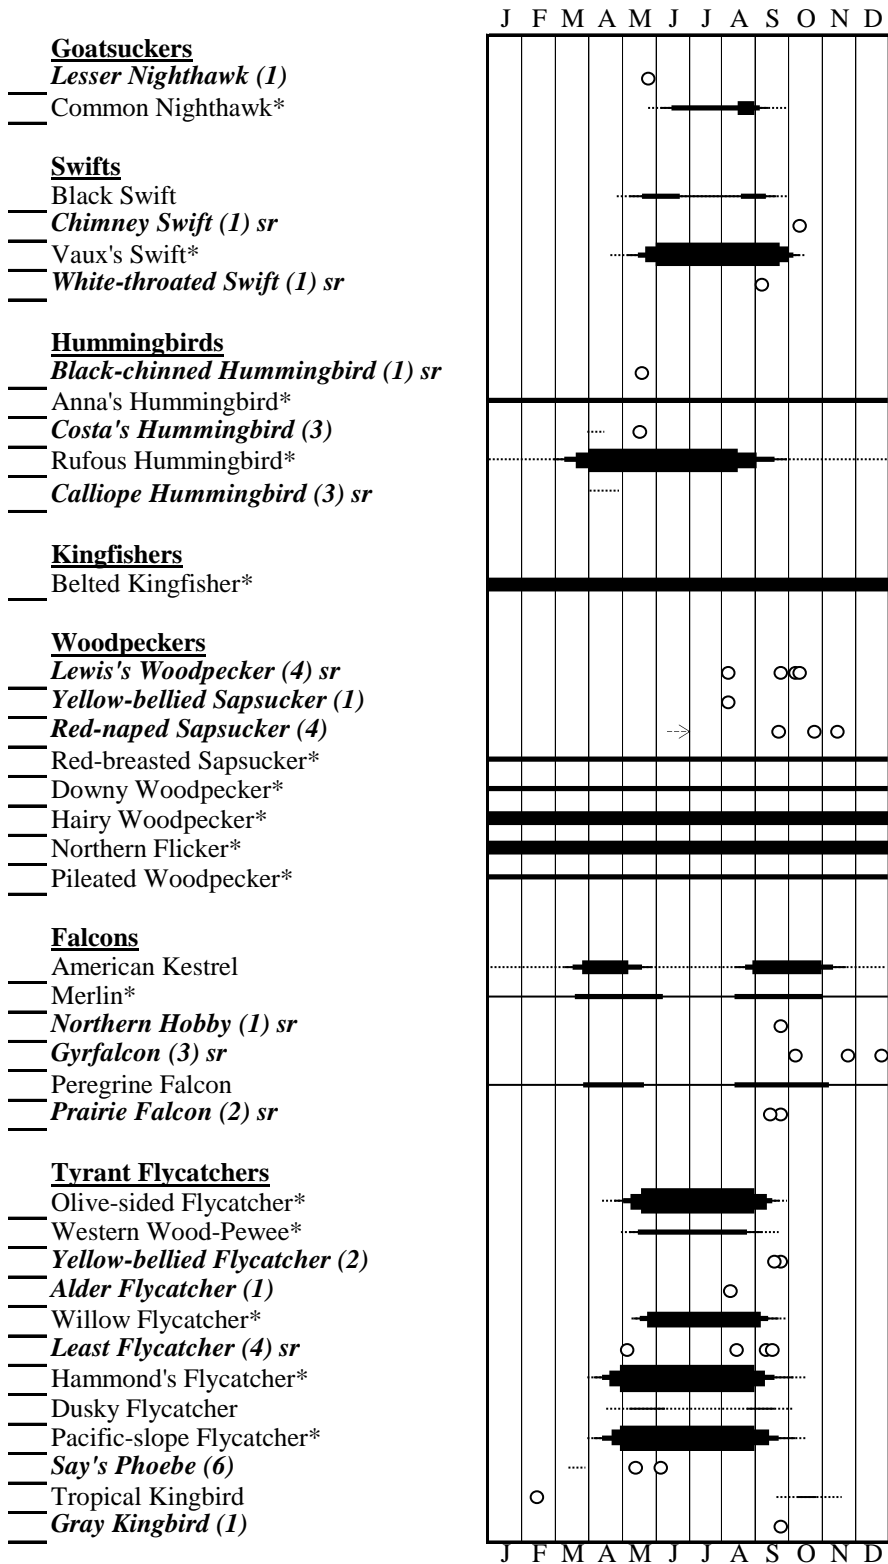 J F M A M J J A S O N D
Goatsuckers
Lesser Nighthawk (1)
Common Nighthawk*
Swifts
Black Swift
Chimney Swift (1) sr
Vaux's Swift*
White-throated Swift (1) sr
Hummingbirds
Black-chinned Hummingbird (1) sr
Anna's Hummingbird*
Costa's Hummingbird (3)
Rufous Hummingbird*
Calliope Hummingbird (3) sr
Kingfishers
Belted Kingfisher*
Woodpeckers
Lewis's Woodpecker (4) sr
Yellow-bellied Sapsucker (1)
Red-naped Sapsucker (4)
Red-breasted Sapsucker*
Downy Woodpecker*
Hairy Woodpecker*
Northern Flicker*
Pileated Woodpecker*
Falcons
American Kestrel
Merlin*
Northern Hobby (1) sr
Gyrfalcon (3) sr
Peregrine Falcon
Prairie Falcon (2) sr
Tyrant Flycatchers
Olive-sided Flycatcher*
Western Wood-Pewee*
Yellow-bellied Flycatcher (2)
Alder Flycatcher (1)
Willow Flycatcher*
Least Flycatcher (4) sr
Hammond's Flycatcher*
Dusky Flycatcher
Pacific-slope Flycatcher*
Say's Phoebe (6)
Tropical Kingbird
Gray Kingbird (1)
J F M A M J J A S O N D